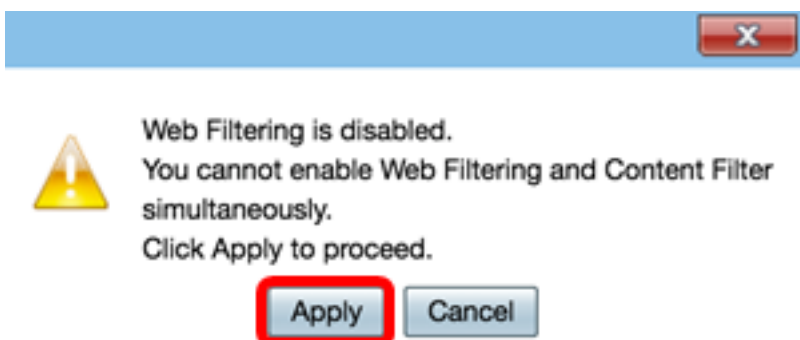 Web Filtering is disabled.
You cannot enable Web Filtering and Content Filter
simultaneously.
Click Apply to proceed.
Apply Cancel